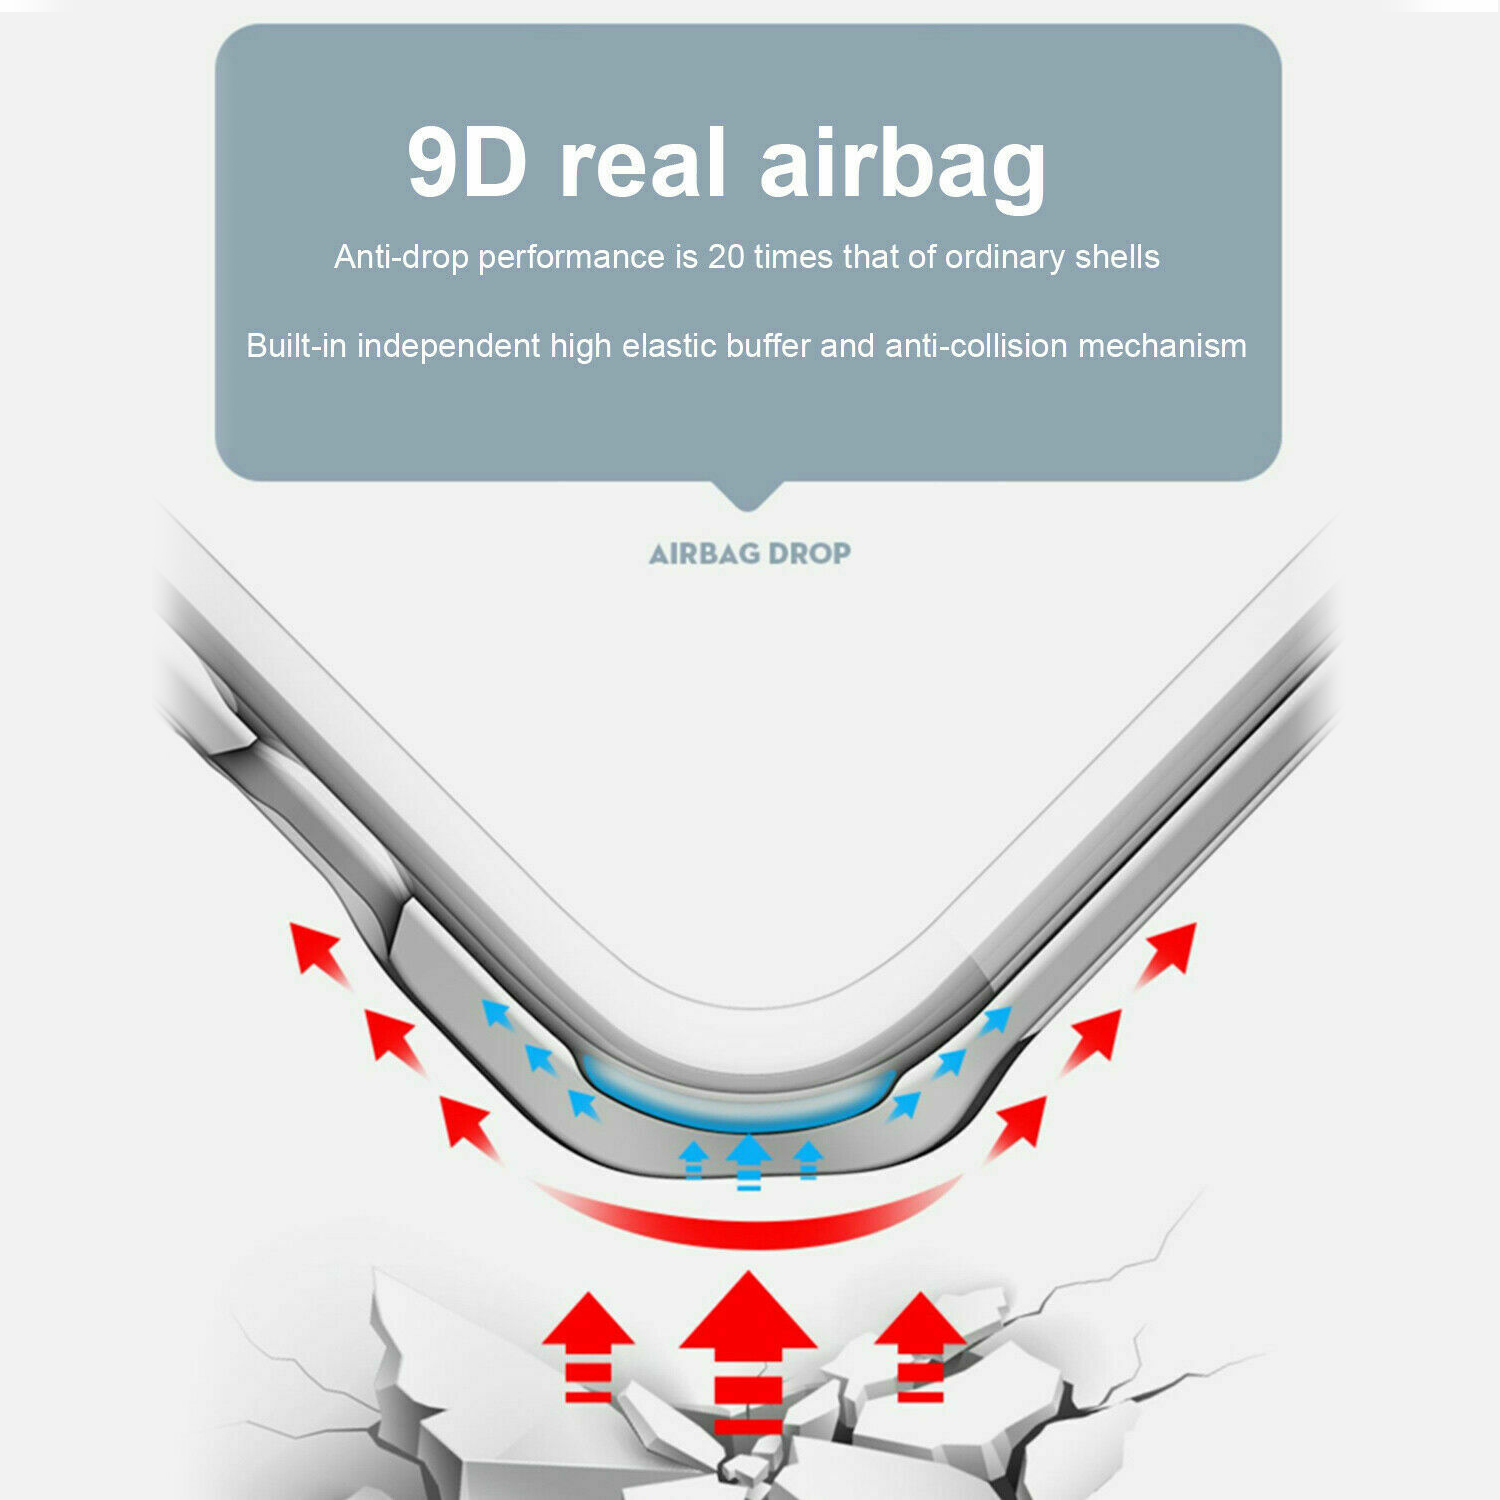 9D real airbag
Anti-drop performance is 20 times that of ordinary shells
Built-in independent high elastic buffer and anti-collision mechanism
AIRBAG DROP